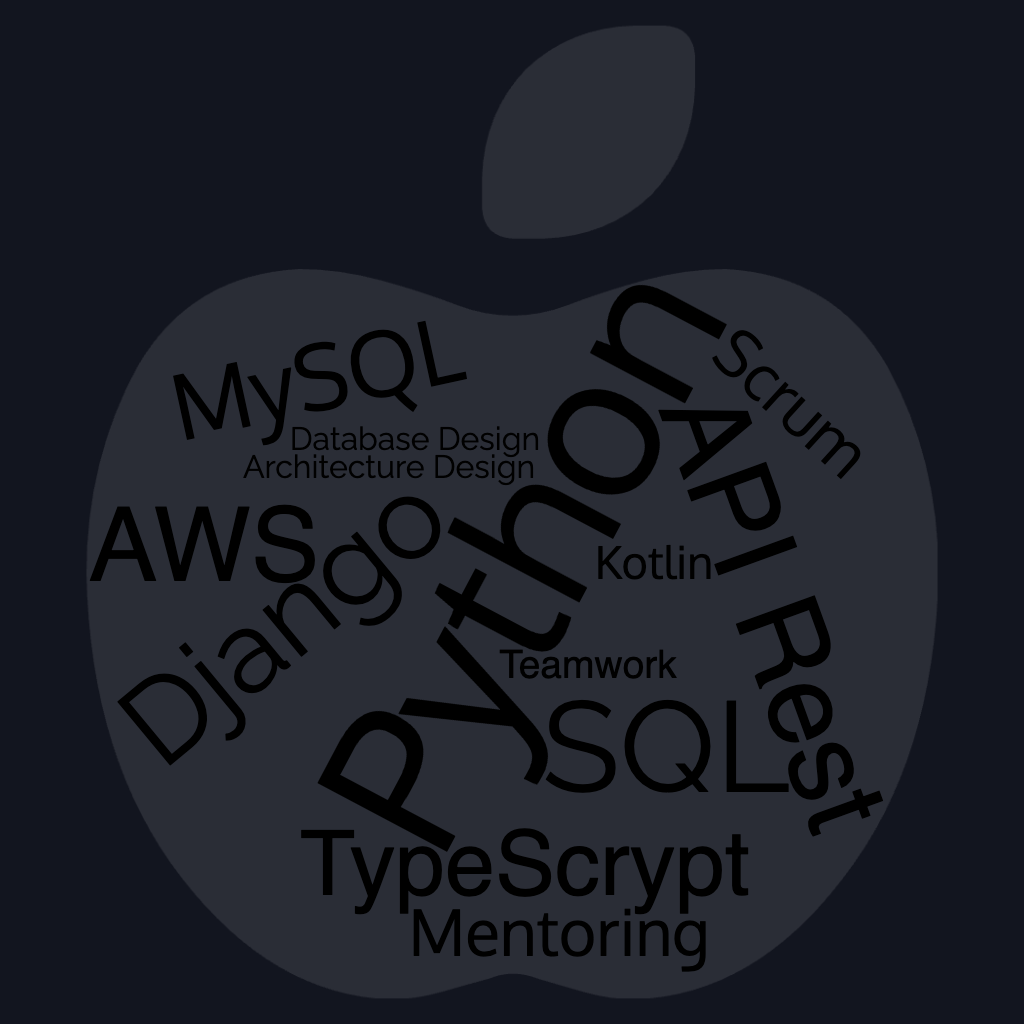 Python
Scrum
MySQL
API Rest
Database Design
Architecture Design
AWS
Django
Kotlin
Teamwork
SQL
TypeScrypt
Mentoring